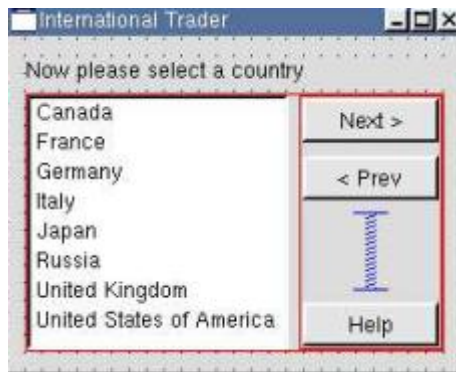 International Trader
Now please select a country
Canada
France
Germany
Italy
Japan
Russia
United Kingdom
United States of America
Next >
< Prev
Help